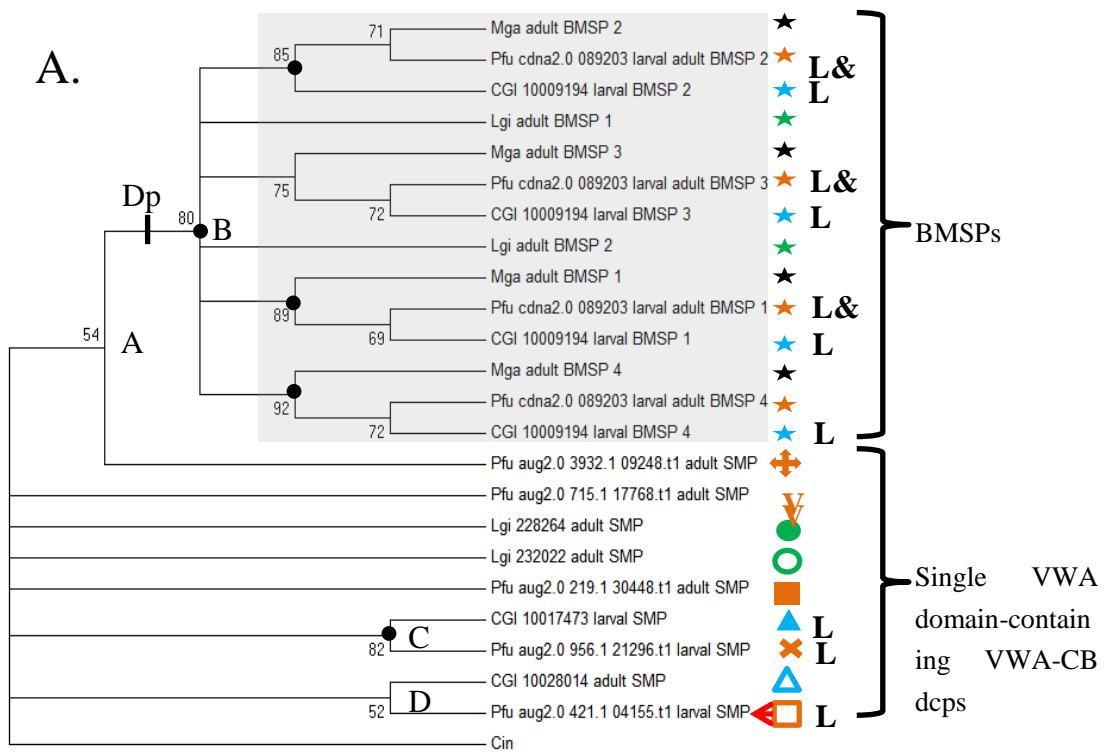 A.
71
Mga adult BMSP 2
85
Pfu cdna2.0 089203 larval adult BMSP 2
L&
CGI 10009194 larval BMSP 2
L
Lgi adult BMSP 1
Mga adult BMSP 3
75
Pfu cdna2.0 089203 larval adult BMSP 3
L&
72
CGI 10009194 larval BMSP 3
L
Dp
80
B
BMSPs
Lgi adult BMSP 2
Mga adult BMSP 1
89
Pfu cdna2.0 089203 larval adult BMSP 1
L&
69
CGI 10009194 larval BMSP 1
L
54
A
Mga adult BMSP 4
92
Pfu cdna2.0 089203 larval adult BMSP 4
72
CGI 10009194 larval BMSP 4
L
Pfu aug2.0 3932.1 09248.t1 adult SMP
Pfu aug2.0 715.1 17768.t1 adult SMP
V
V
Lgi 228264 adult SMP
Lgi 232022 adult SMP
Pfu aug2.0 219.1 30448.t1 adult SMP
CGI 10017473 larval SMP
L
82
C
Pfu aug2.0 956.1 21296.t1 larval SMP
L
CGI 10028014 adult SMP
52
D
Pfu aug2.0 421.1 04155.t1 larval SMP
L
Cin
Single VWA
domain-contain
ing VWA-CB
dcps